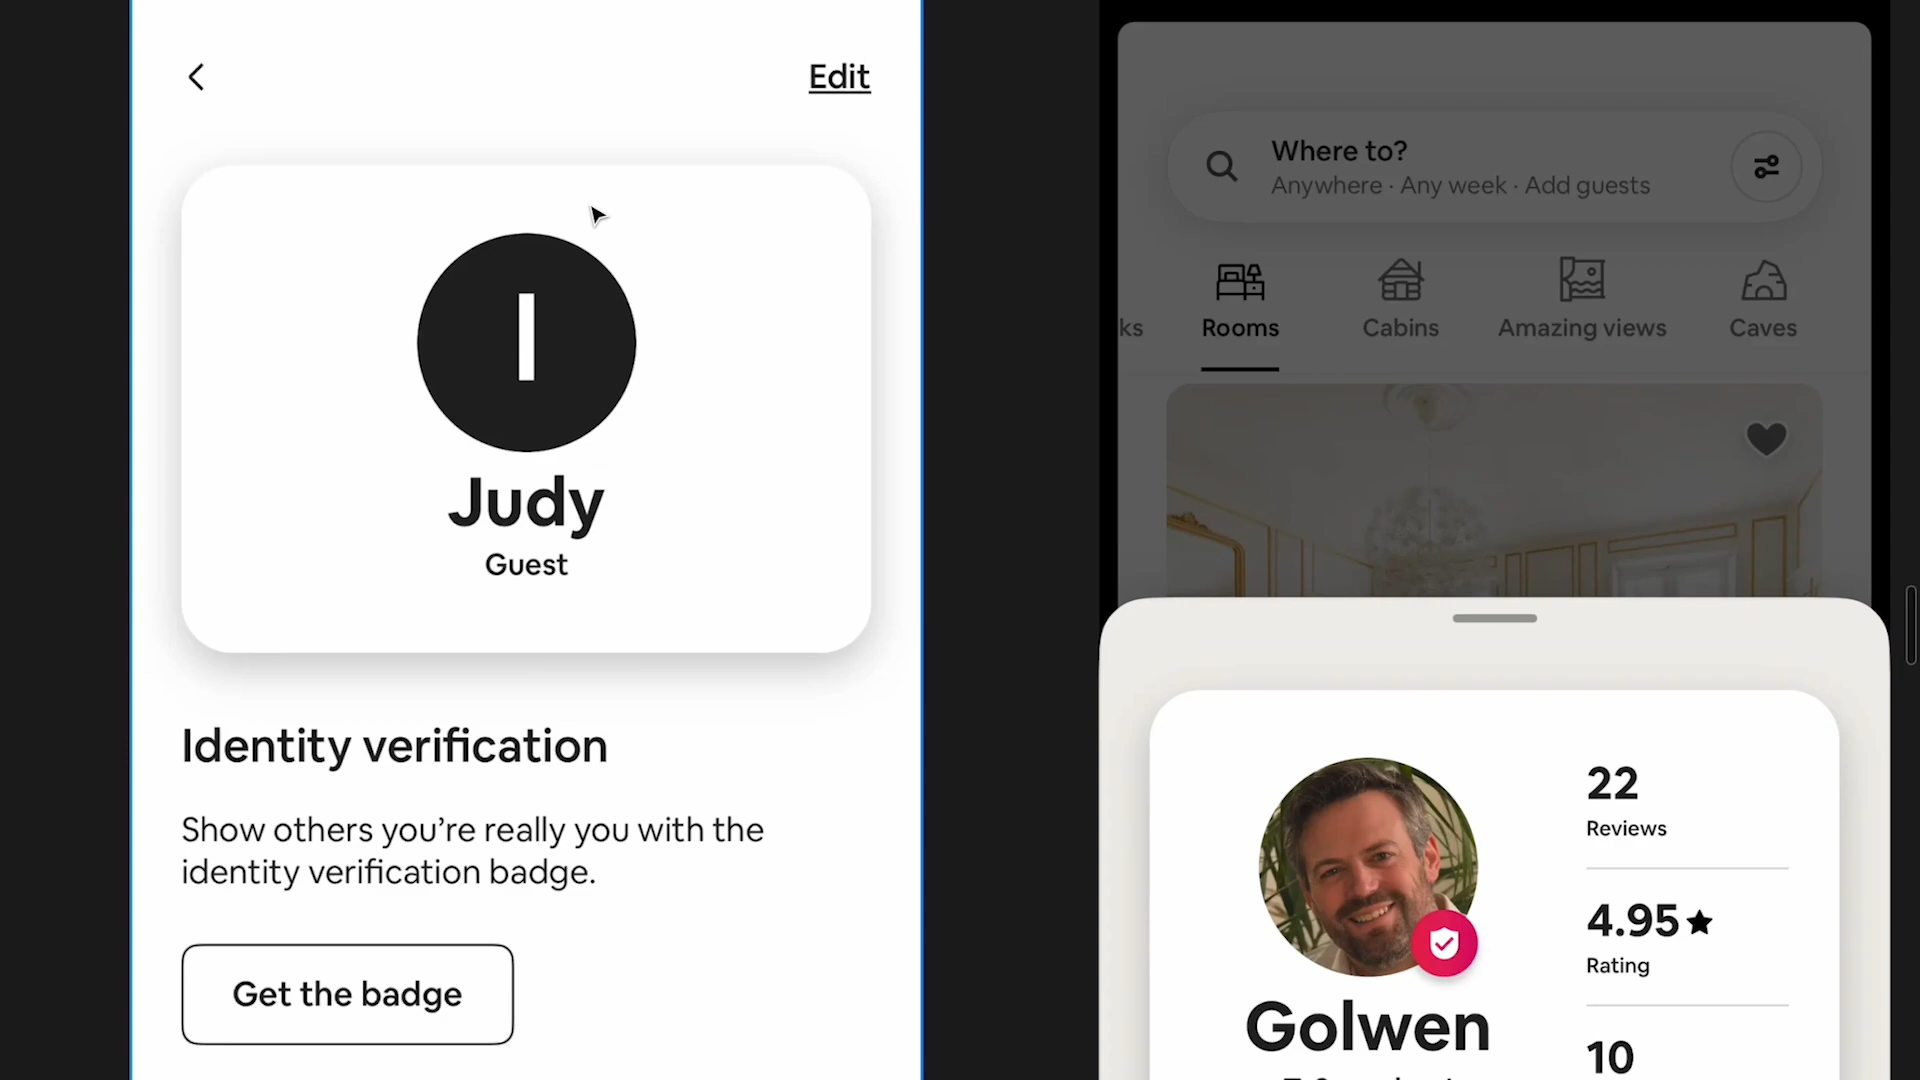 Edit
I
Judy
Guest
Identity verification
Show others you’re really you with the
identity verification badge.
Get the badge
Where to?
Anywhere · Any week · Add guests
ks
Rooms
Cabins
Amazing views
Caves
22
Reviews
4.95★
Rating
Golwen
10